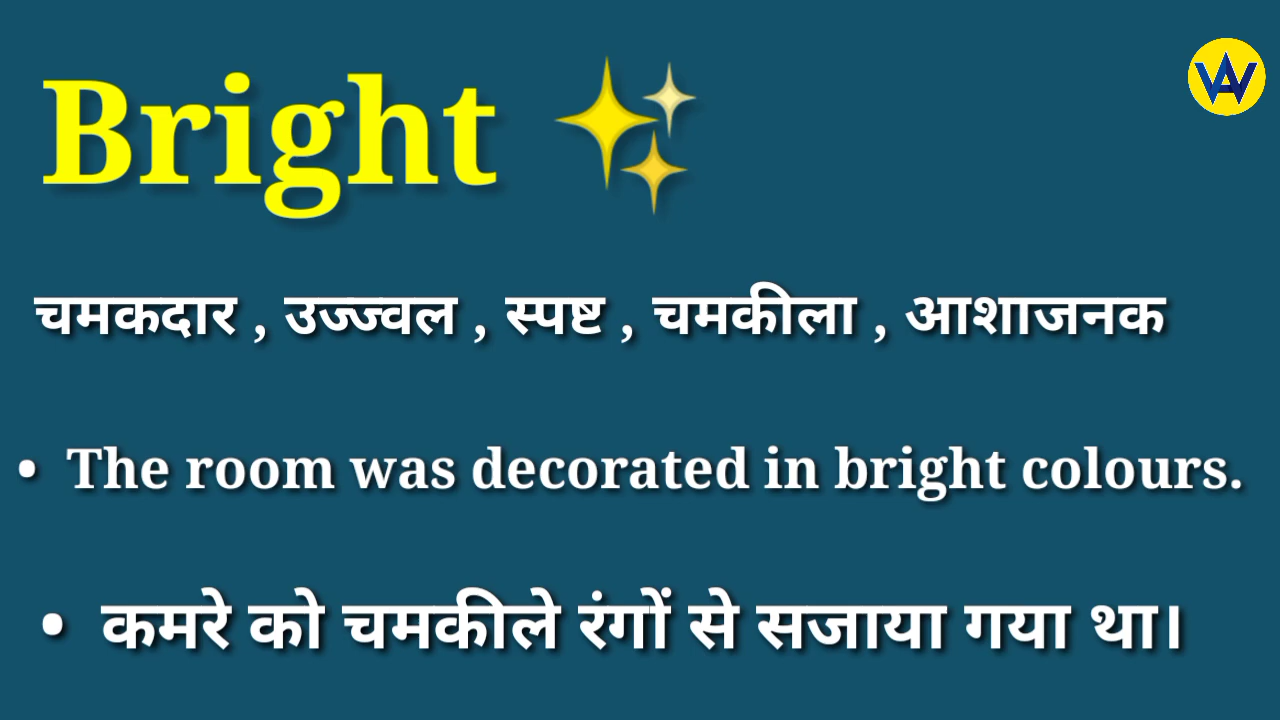 Bright ✨
चमकदार , उज्ज्वल , स्पष्ट , चमकीला , आशाजनक
• The room was decorated in bright colours.
• कमरे को चमकीले रंगों से सजाया गया था।